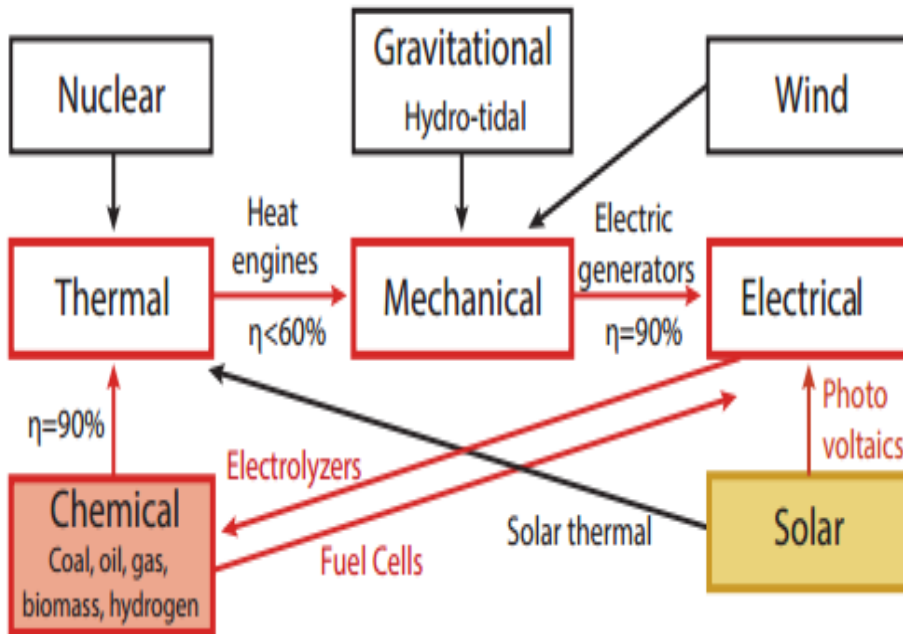 Nuclear
Gravitational
Hydro-tidal
Wind
Heat
engines
Electric
generators
Thermal
η<60%
Mechanical
η=90%
Electrical
η=90%
Electrolyzers
Photo
voltaics
Chemical
Coal, oil, gas,
biomass, hydrogen
Fuel Cells
Solar thermal
Solar